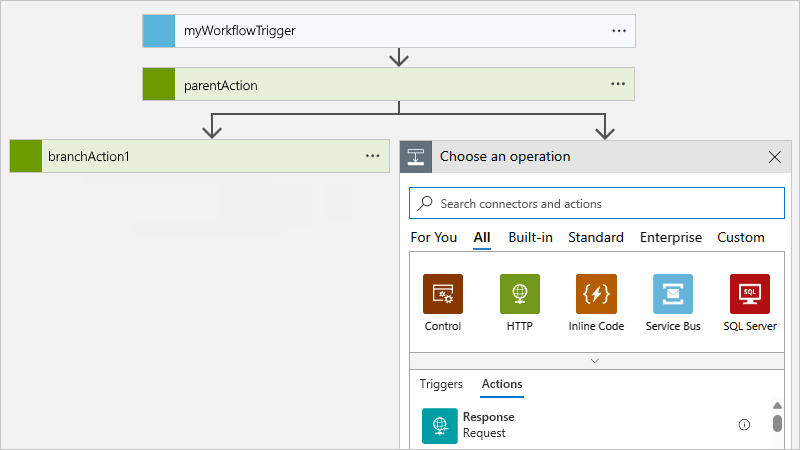 myWorkflowTrigger
parentAction
branchAction1
Choose an operation
Search connectors and actions
For You All Built-in Standard Enterprise Custom
SQL
Control HTTP Inline Code Service Bus SQL Server
Triggers Actions
Response
Request